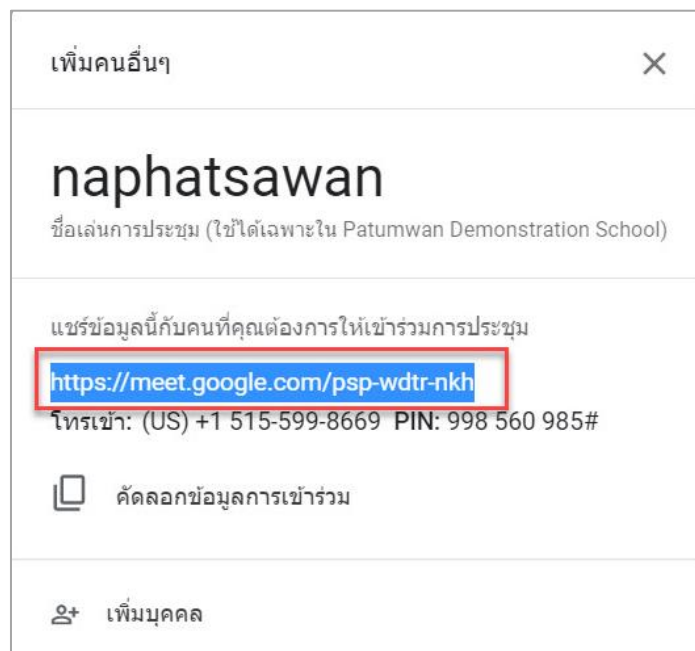 เพิ่มคนอื่นๆ
naphatsawan
ชื่อเล่นการประชุม (ใช้ได้เฉพาะใน Patumwan Demonstration School)
แชร์ข้อมูลนี้กับคนที่คุณต้องการให้เข้าร่วมการประชุม
https://meet.google.com/psp-wdtr-nkh
โทรเข้า: (US) +1 515-599-8669 PIN: 998 560 985#
คัดลอกข้อมูลการเข้าร่วม
เพิ่มบุคคล